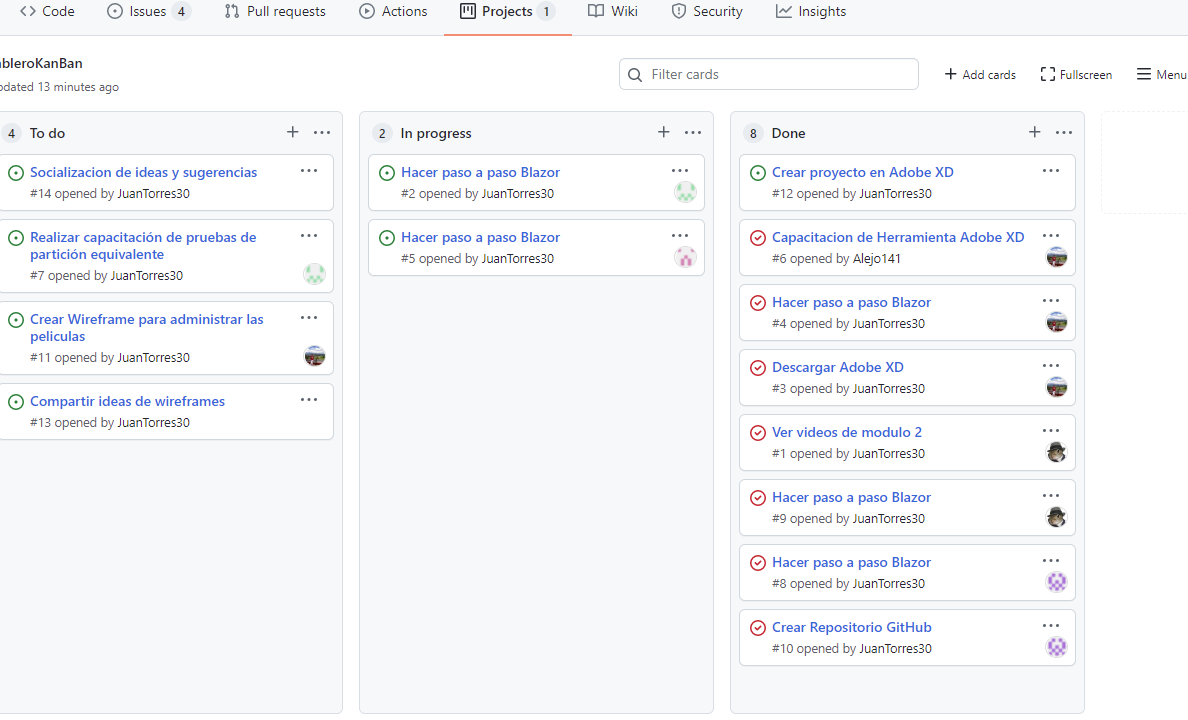 Code Issues 4 Pull requests Actions Projects 1 Wiki Security Insights
bleroKanBan
dated 13 minutes ago
Filter cards
Add cards Fullscreen Menu
4 To do
Socializacion de ideas y sugerencias
#14 opened by JuanTorres30
Realizar capacitación de pruebas de
partición equivalente
#7 opened by JuanTorres30
Crear Wireframe para administrar las
peliculas
#11 opened by JuanTorres30
Compartir ideas de wireframes
#13 opened by JuanTorres30
2 In progress
Hacer paso a paso Blazor
#2 opened by JuanTorres30
Hacer paso a paso Blazor
#5 opened by JuanTorres30
8 Done
Crear proyecto en Adobe XD
#12 opened by JuanTorres30
Capacitacion de Herramienta Adobe XD
#6 opened by Alejo141
Hacer paso a paso Blazor
#4 opened by JuanTorres30
Descargar Adobe XD
#3 opened by JuanTorres30
Ver videos de modulo 2
#1 opened by JuanTorres30
Hacer paso a paso Blazor
#9 opened by JuanTorres30
Hacer paso a paso Blazor
#8 opened by JuanTorres30
Crear Repositorio GitHub
#10 opened by JuanTorres30